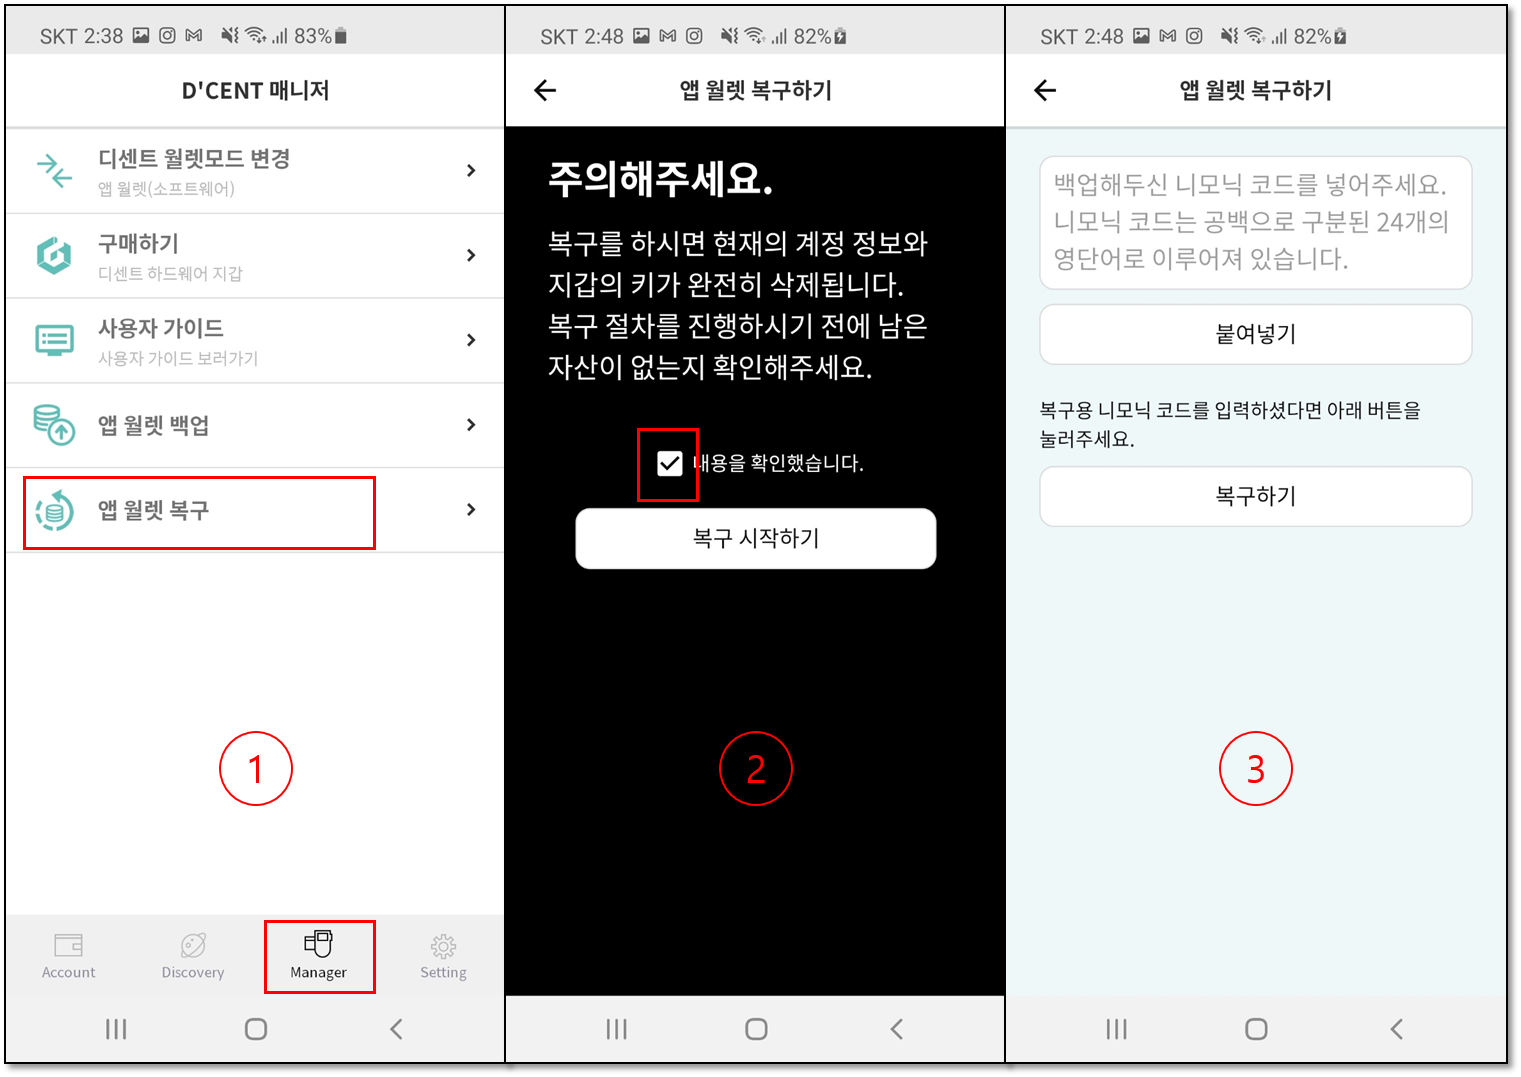 SKT 2:38 83%
D'CENT 매니저
디센트 월렛모드 변경
앱 월렛(소프트웨어)
구매하기
디센트 하드웨어 지갑
사용자 가이드
사용자 가이드 보러가기
앱 월렛 백업
앱 월렛 복구
1
Account Discovery Manager Setting
SKT 2:48 82%
앱 월렛 복구하기
주의해주세요.
복구를 하시면 현재의 계정 정보와
지갑의 키가 완전히 삭제됩니다.
복구 절차를 진행하시기 전에 남은
자산이 없는지 확인해주세요.
내용을 확인했습니다.
복구 시작하기
2
SKT 2:48 82%
앱 월렛 복구하기
백업해두신 니모닉 코드를 넣어주세요.
니모닉 코드는 공백으로 구분된 24개의
영단어로 이루어져 있습니다.
붙여넣기
복구용 니모닉 코드를 입력하셨다면 아래 버튼을
눌러주세요.
복구하기
3